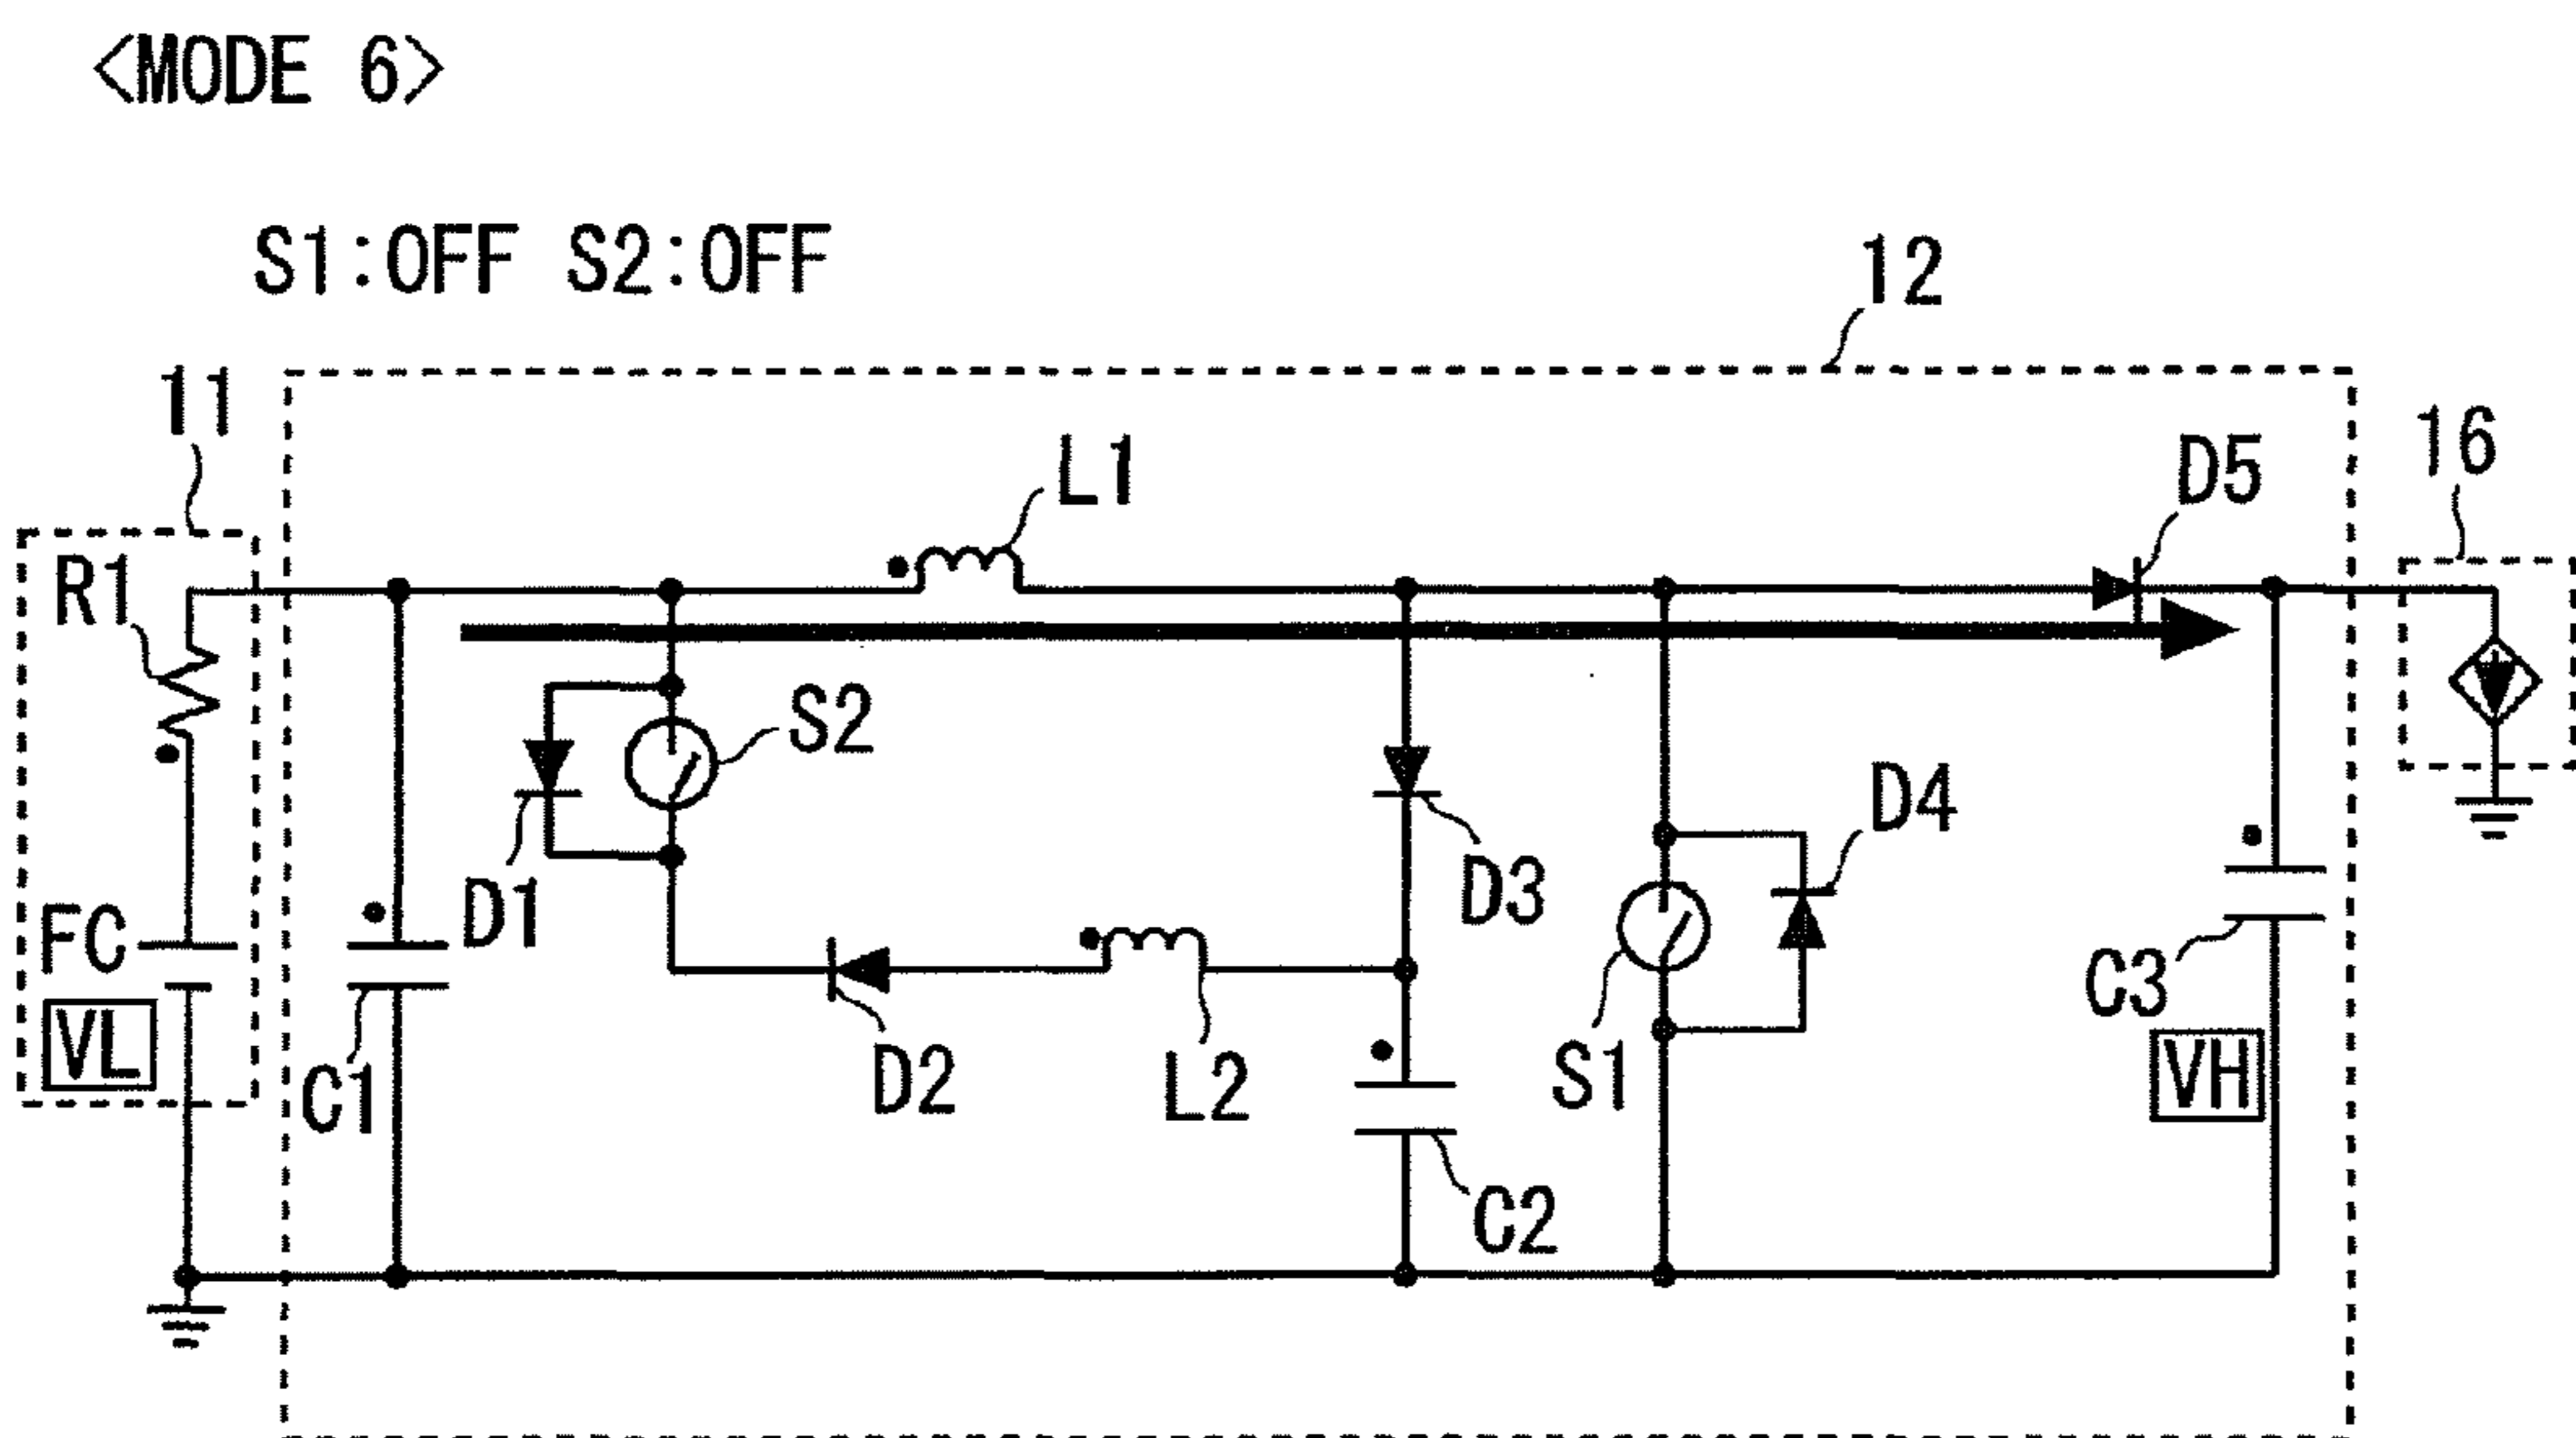 <MODE 6>
S1:OFF S2:OFF
12
11
16
L1
D5
R1
S2
D4
D1
D3
FC
C3
VL
D2
L2
S1
VH
C1
C2